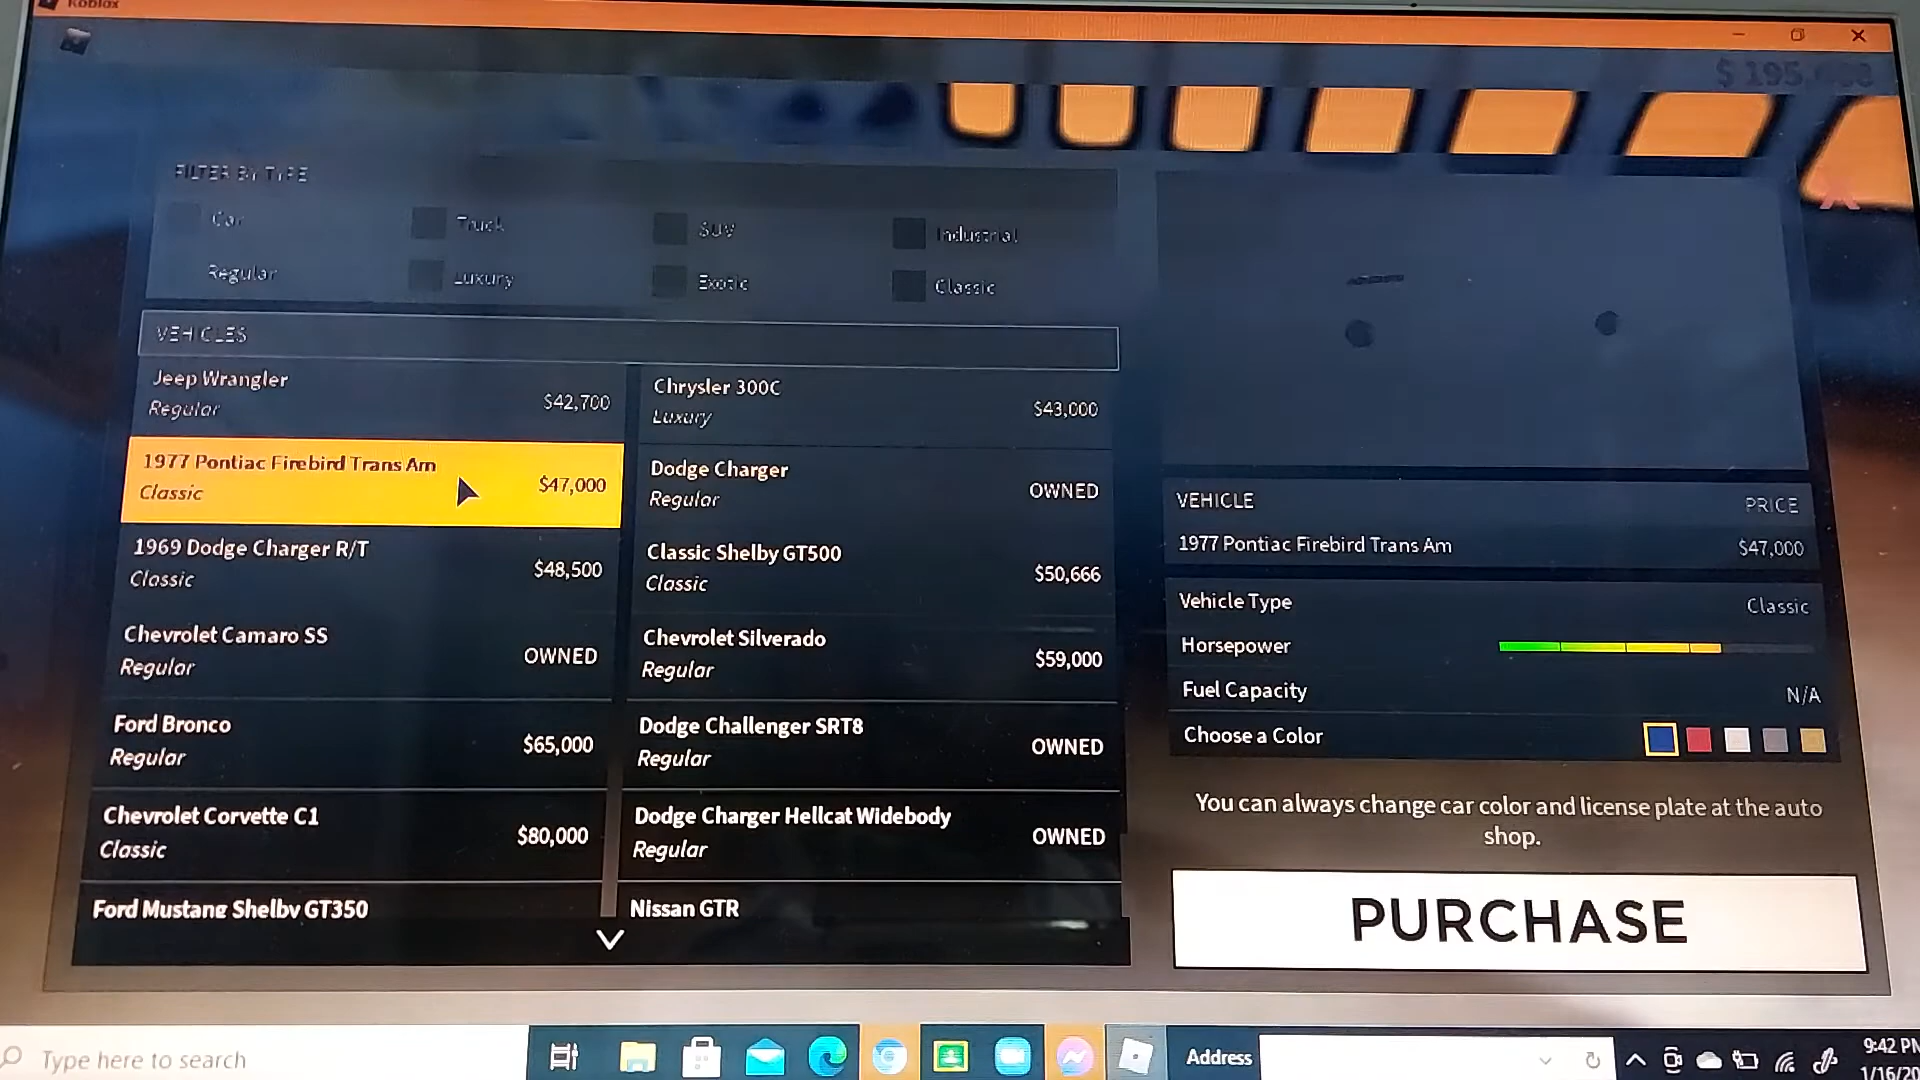 Roblox
FILTER BY TYPE
Car
Truck
SUV
Industrial
Regular
Luxury
Exotic
Classic
VEHICLES
Jeep Wrangler
Regular
$42,700
Chrysler 300C
Luxury
$43,000
1977 Pontiac Firebird Trans Am
Classic
$47,000
Dodge Charger
Regular
OWNED
1969 Dodge Charger R/T
Classic
$48,500
Classic Shelby GT500
Classic
$50,666
Chevrolet Camaro SS
Regular
OWNED
Chevrolet Silverado
Regular
$59,000
Ford Bronco
Regular
$65,000
Dodge Challenger SRT8
Regular
OWNED
Chevrolet Corvette C1
Classic
$80,000
Dodge Charger Hellcat Widebody
Regular
OWNED
Ford Mustang Shelby GT350
Nissan GTR
VEHICLE PRICE
1977 Pontiac Firebird Trans Am $47,000
Vehicle Type Classic
Horsepower
Fuel Capacity N/A
Choose a Color
You can always change car color and license plate at the auto
shop.
PURCHASE
Type here to search
Address
9:42 PM
1/16/20